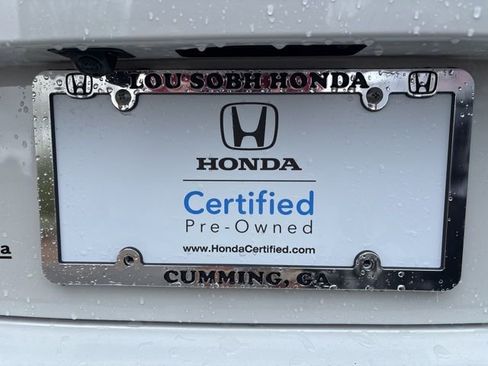 LOU SOBH HONDA
HONDA
Certified
Pre-Owned
www.HondaCertified.com
a
CUMMING, GA